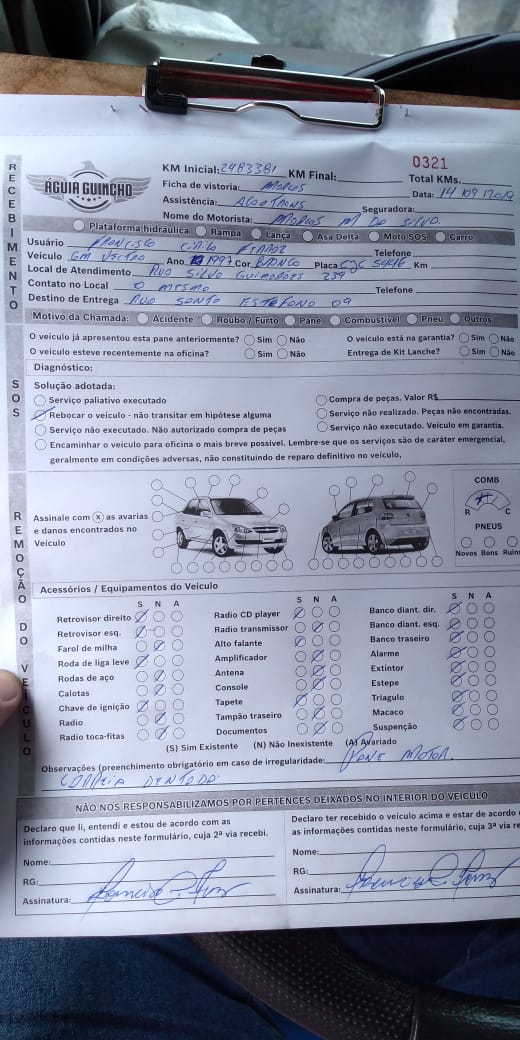 RECEBIMENTO
ÁGUIA GUINCHO
0321
KM Inicial: 2483381 KM Final: Total KMs.
Ficha de vistoria: Marcos Data: 14/09/2019
Assistência: Seguradora:
Nome do Motorista: Marcos M da Silva.
Plataforma hidráulica Rampa Lança Asa Delta Moto SOS Carro
Usuário FRANCISCO Telefone
Veículo GM VECTRA Ano 1997 Cor BRANCO Placa CJC 5446 Km
Local de Atendimento RUA SILVA GUIMARÃES 239
Contato no Local O MESMO Telefone
Destino de Entrega RUA SANTO ESTEFANO 09
Motivo da Chamada: Acidente Roubo / Furto Pane Combustível Pneu Outros
O veículo já apresentou esta pane anteriormente? Sim Não O veículo está na garantia? Sim Não
O veículo esteve recentemente na oficina? Sim Não Entrega de Kit Lanche? Sim Não
SOS
Diagnóstico:
Solução adotada:
Serviço paliativo executado Compra de peças. Valor R$
Rebocar o veículo - não transitar em hipótese alguma Serviço não realizado. Peças não encontradas.
Serviço não executado. Não autorizado compra de peças Serviço não executado. Veículo em garantia.
Encaminhar o veículo para oficina o mais breve possível. Lembre-se que os serviços são de caráter emergencial,
geralmente em condições adversas, não constituindo de reparo definitivo no veículo,
REMOÇÃO DO VEÍCULO
Assinale com x as avarias
e danos encontrados no
Veículo
COMB
R C
PNEUS
Novos Bons Ruins
Acessórios / Equipamentos do Veículo
S N A S N A S N A
Retrovisor direito Radio CD player Banco diant. dir.
Retrovisor esq. Radio transmissor Banco diant. esq.
Farol de milha Alto falante Banco traseiro
Roda de liga leve Amplificador Alarme
Rodas de aço Antena Extintor
Calotas Console Estepe
Chave de ignição Tapete Triagulo
Radio Tampão traseiro Macaco
Radio toca-fitas Documentos Suspenção
(S) Sim Existente (N) Não Inexistente (A) Avariado
Observações (preenchimento obrigatório em caso de irregularidade: PANE MOTOR.
CORREIA DENTADA
NÃO NOS RESPONSABILIZAMOS POR PERTENCES DEIXADOS NO INTERIOR DO VEÍCULO
Declaro que li, entendi e estou de acordo com as
informações contidas neste formulário, cuja 2ª via recebi.
Nome:
RG:
Assinatura:
Declaro ter recebido o veículo acima e estar de acordo
as informações contidas neste formulário, cuja 3ª via re
Nome:
RG:
Assinatura: